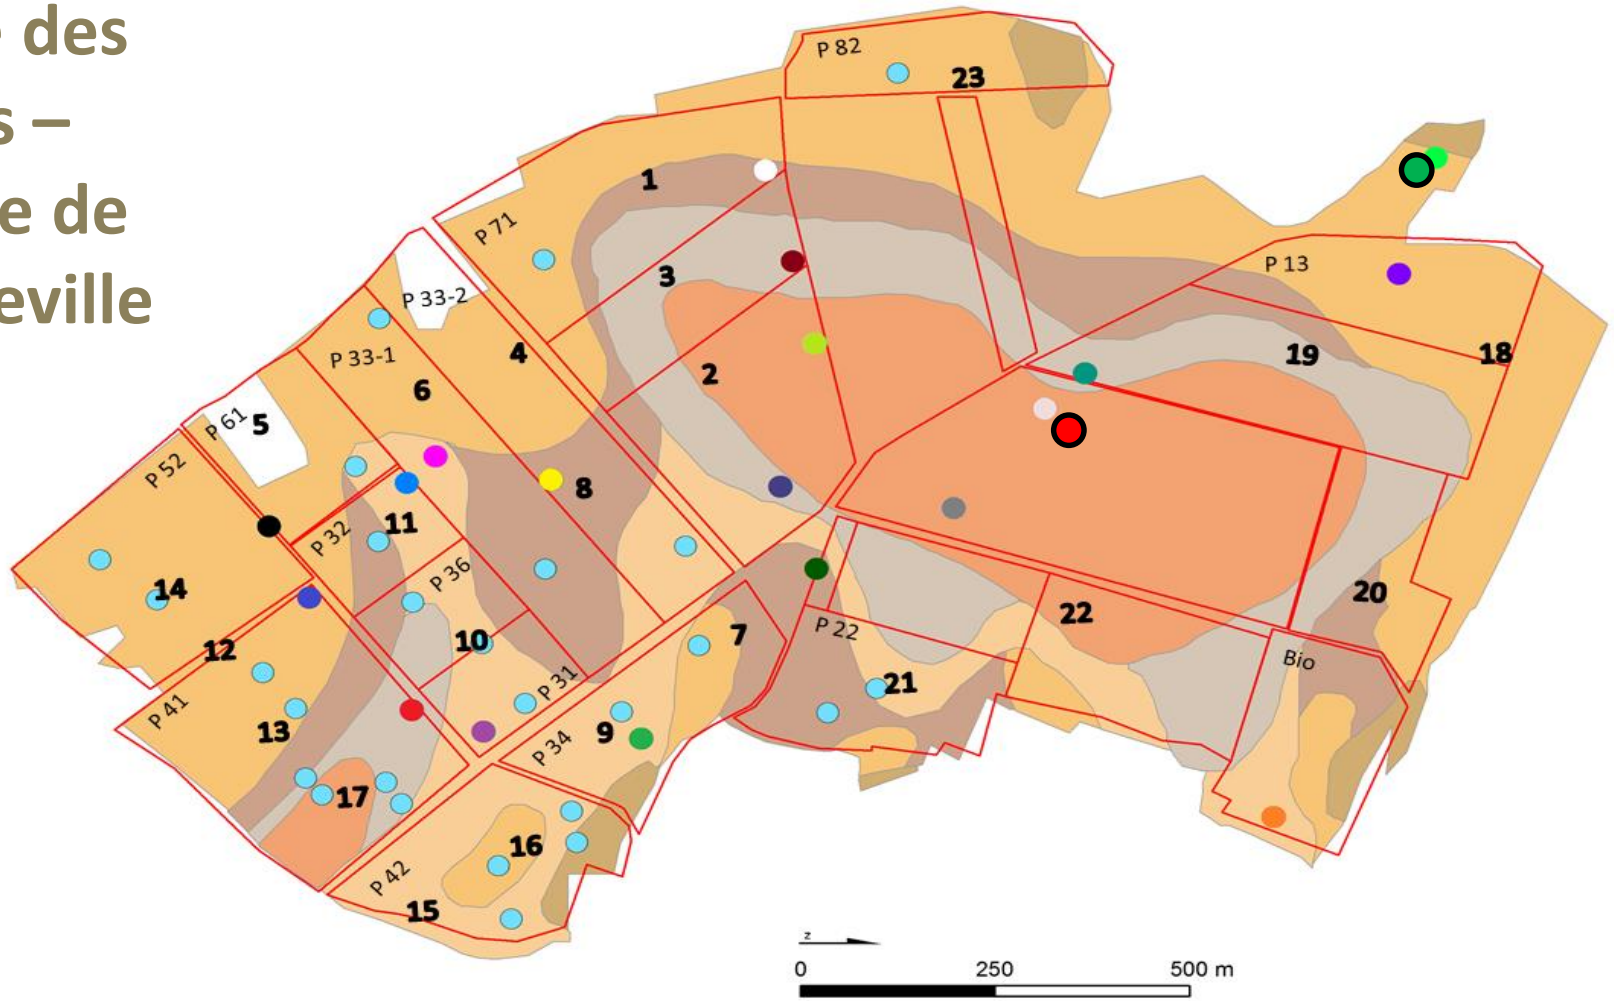 des
s –
e de
eville
P 82
23
1
P 71
3
P 13
P 33-2
4
19
18
P 33-1
2
6
P 61
5
P 52
8
11
P 32
P 36
14
20
22
P 22
10
7
12
Bio
P 31
21
P 41
13
9
P 34
17
16
P 42
15
z
0 250 500 m